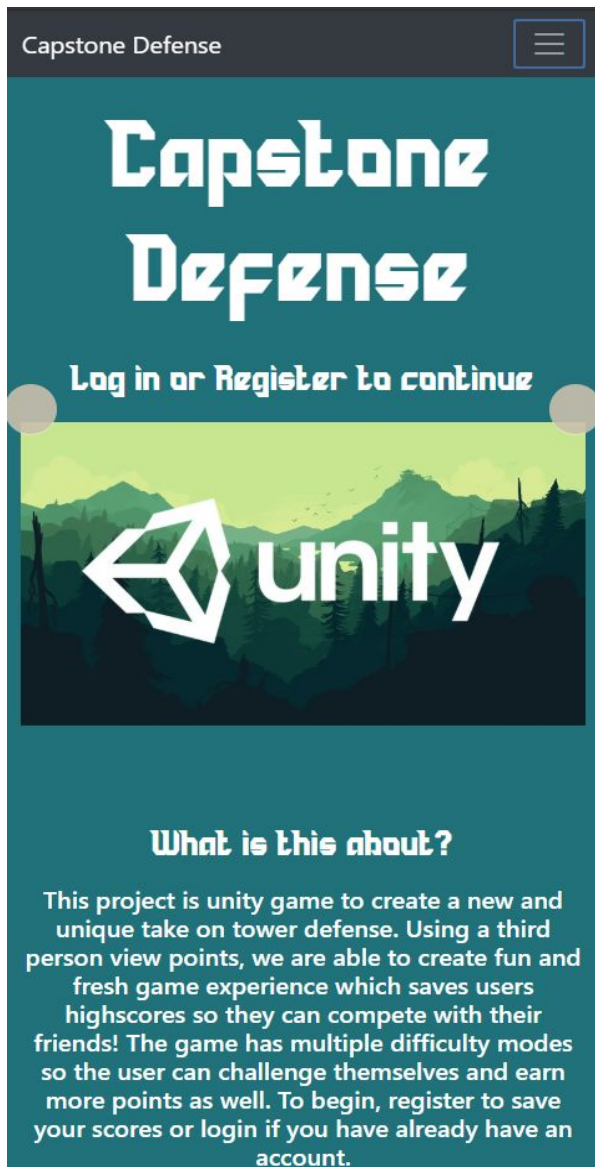 Capstone Defense
Capstone
Defense
Log in or Register to continue
unity
What is this about?
This project is unity game to create a new and
unique take on tower defense. Using a third
person view points, we are able to create fun and
fresh game experience which saves users
highscores so they can compete with their
friends! The game has multiple difficulty modes
so the user can challenge themselves and earn
more points as well. To begin, register to save
your scores or login if you have already have an
account.